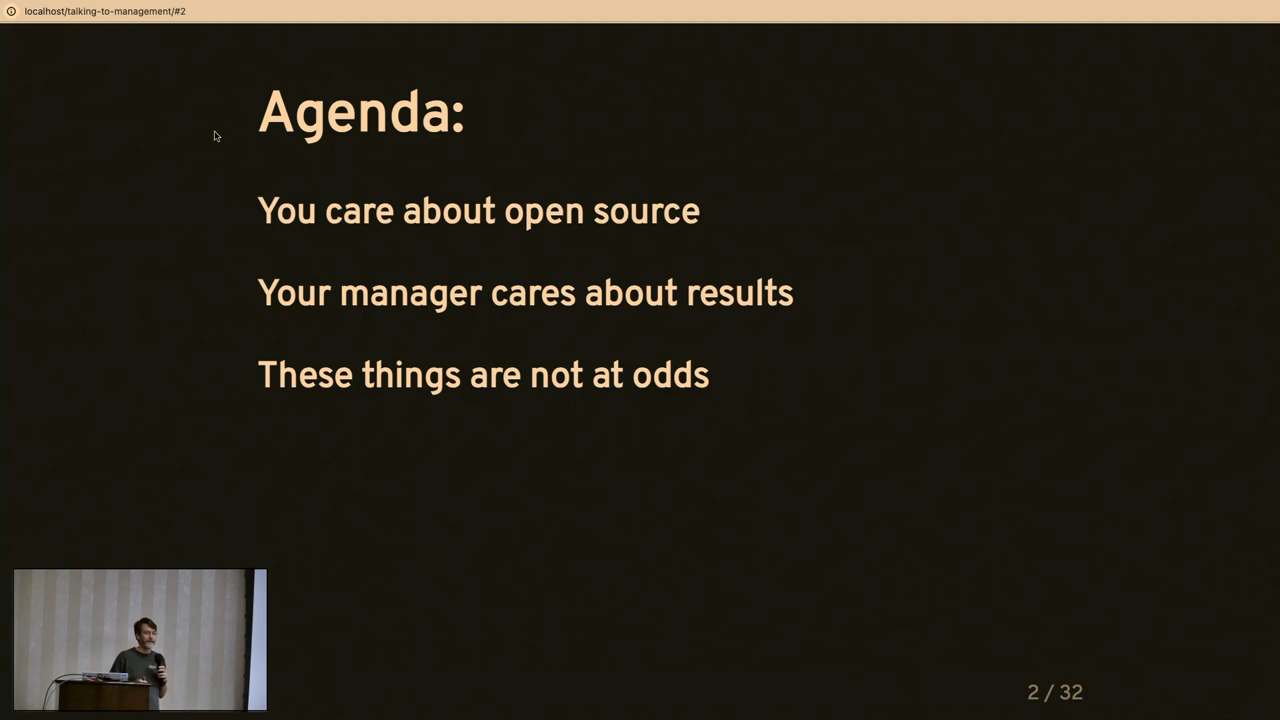 localhost/talking-to-management/#2
Agenda:
You care about open source
Your manager cares about results
These things are not at odds
2 / 32